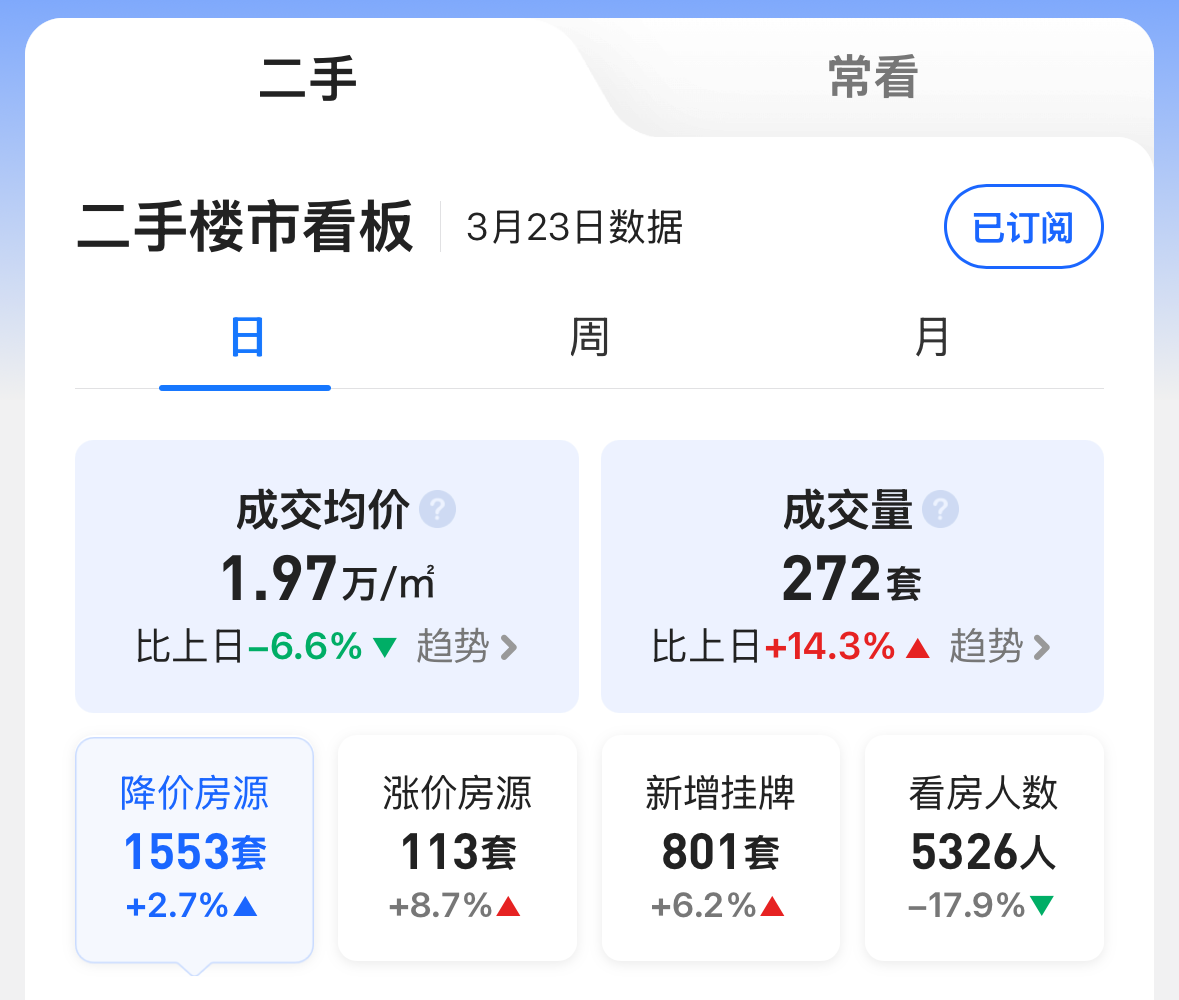 二手
常看
二手楼市看板 3月23日数据
已订阅
日
周
月
成交均价 ?
1.97万/㎡
比上日-6.6%▼ 趋势 >
成交量 ?
272套
比上日+14.3%▲ 趋势 >
降价房源
1553套
+2.7%▲
涨价房源
113套
+8.7%▲
新增挂牌
801套
+6.2%▲
看房人数
5326人
-17.9%▼